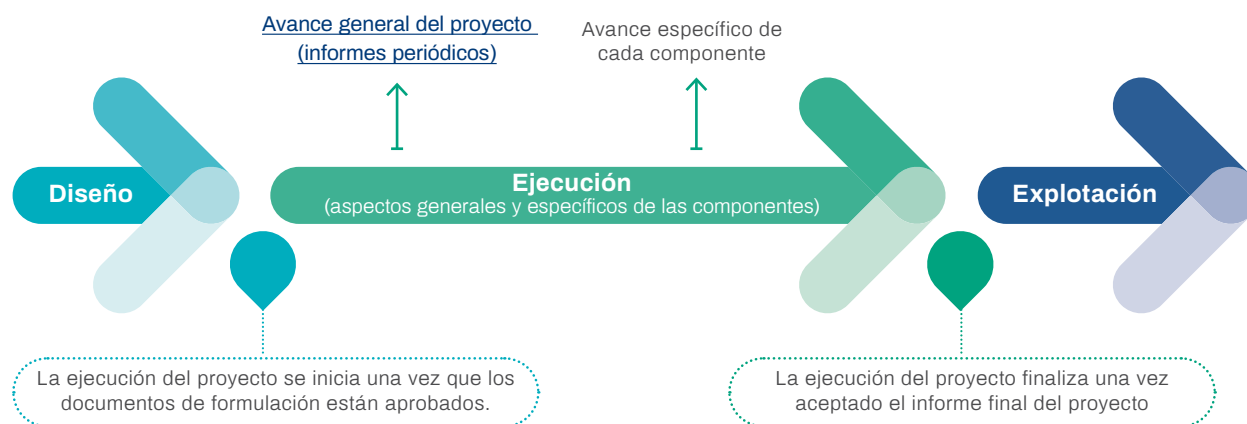 Avance general del proyecto
(informes periódicos)
Avance específico de
cada componente
Diseño
Ejecución
(aspectos generales y específicos de las componentes)
Explotación
La ejecución del proyecto se inicia una vez que los
documentos de formulación están aprobados.
La ejecución del proyecto finaliza una vez
aceptado el informe final del proyecto